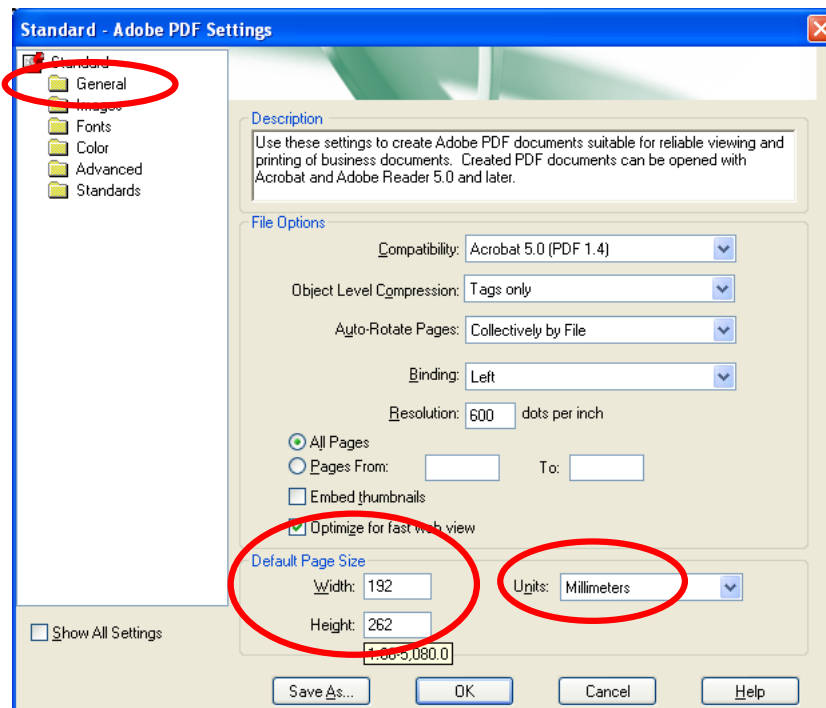 Standard - Adobe PDF Settings
Standard
General
Images
Fonts
Color
Advanced
Standards
Show All Settings
Description
Use these settings to create Adobe PDF documents suitable for reliable viewing and
printing of business documents. Created PDF documents can be opened with
Acrobat and Adobe Reader 5.0 and later.
File Options
Compatibility: Acrobat 5.0 (PDF 1.4)
Object Level Compression: Tags only
Auto-Rotate Pages: Collectively by File
Binding: Left
Resolution: 600 dots per inch
All Pages
Pages From: To:
Embed thumbnails
Optimize for fast web view
Default Page Size
Width: 192 Units: Millimeters
Height: 262
Save As... OK Cancel Help